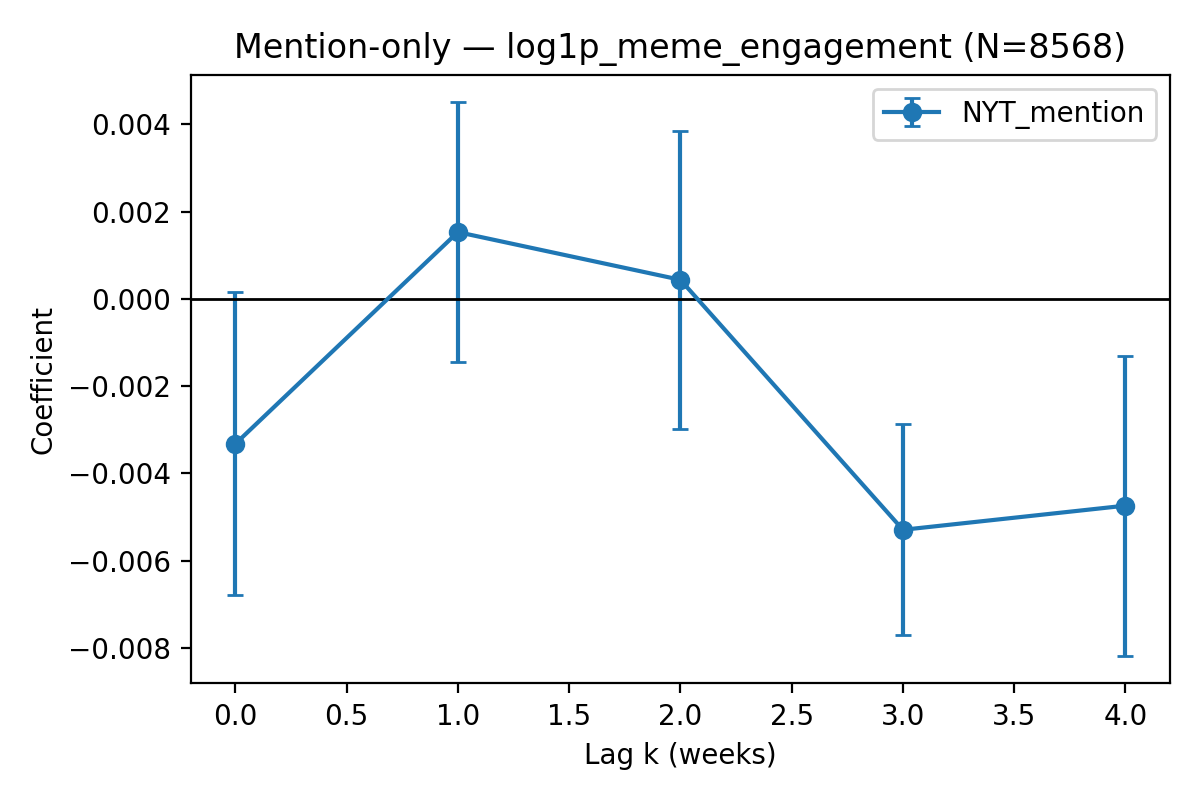 Mention-only — log1p_meme_engagement (N=8568)
NYT_mention
0.004
0.002
0.000
−0.002
−0.004
−0.006
−0.008
Coefficient
0.0 0.5 1.0 1.5 2.0 2.5 3.0 3.5 4.0
Lag k (weeks)